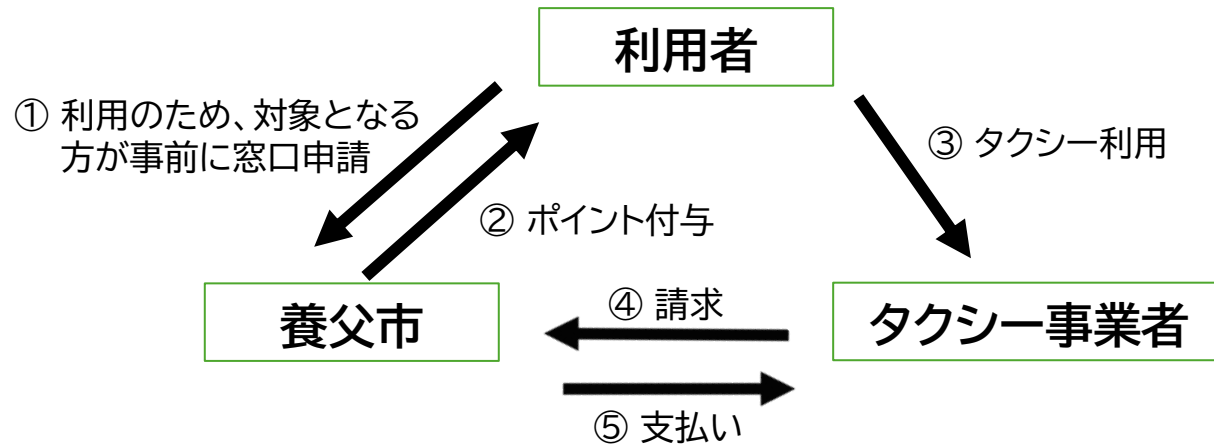 利用者
① 利用のため、対象となる
方が事前に窓口申請
③ タクシー利用
② ポイント付与
養父市
④ 請求
タクシー事業者
⑤ 支払い